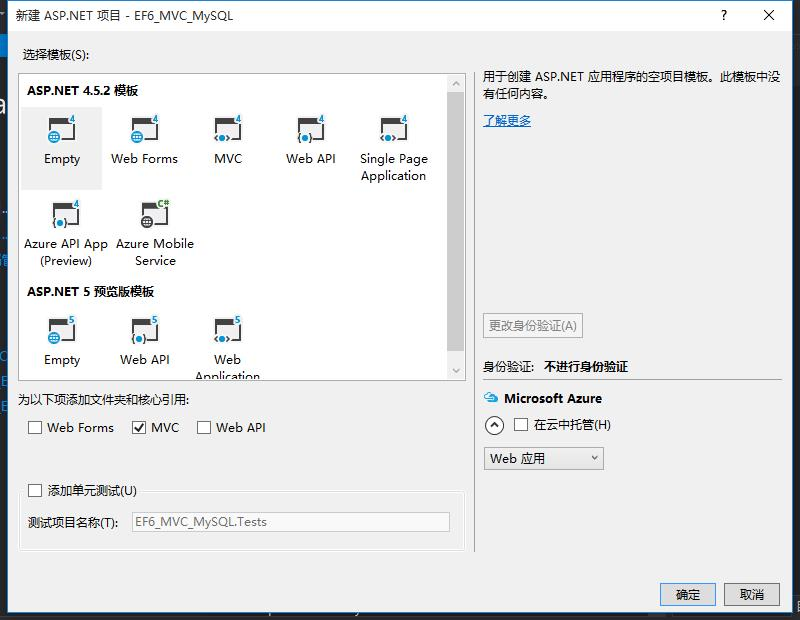 新建 ASP.NET 项目 - EF6_MVC_MySQL
?
选择模板(S):
ASP.NET 4.5.2 模板
Empty
Web Forms
MVC
Web API
Single Page
Application
Azure API App
(Preview)
Azure Mobile
Service
ASP.NET 5 预览版模板
Empty
Web API
Web
Application
用于创建 ASP.NET 应用程序的空项目模板。此模板中没
有任何内容。
了解更多
更改身份验证(A)
身份验证: 不进行身份验证
Microsoft Azure
在云中托管(H)
Web 应用
为以下项添加文件夹和核心引用:
Web Forms
MVC
Web API
添加单元测试(U)
测试项目名称(T): EF6_MVC_MySQL.Tests
确定
取消